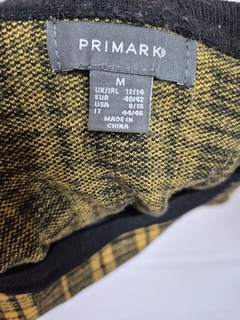 PRIMARK®
M
UK/IRL 12/14
EUR 40/42
USA 8/10
IT 44/46
MADE IN
CHINA